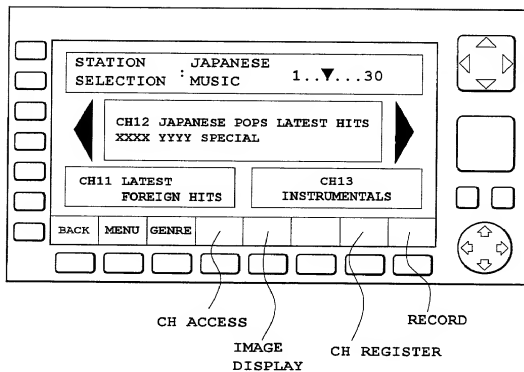 STATION SELECTION : JAPANESE MUSIC 1..▼...30
CH12 JAPANESE POPS LATEST HITS
XXXX YYYY SPECIAL
CH11 LATEST
FOREIGN HITS
CH13
INSTRUMENTALS
BACK MENU GENRE
CH ACCESS
IMAGE
DISPLAY
CH REGISTER
RECORD